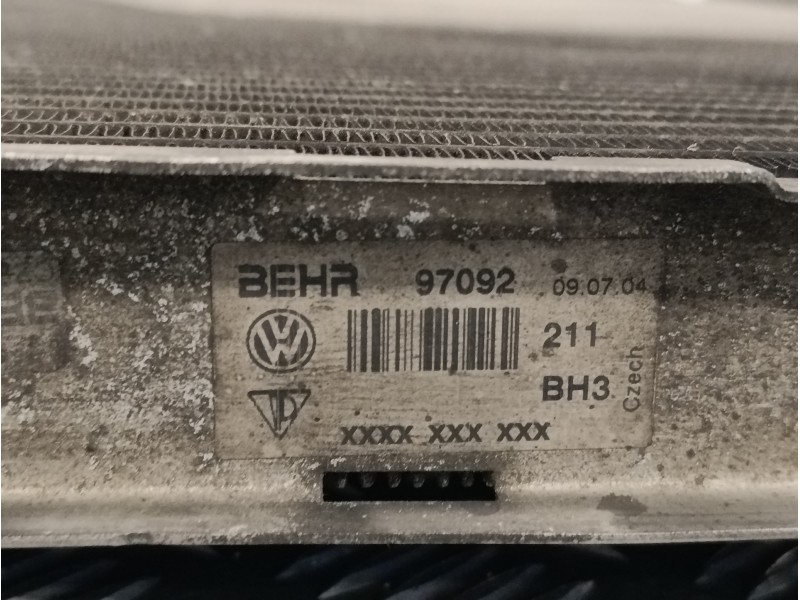 BEHR 97092 09.07.04
211
BH3
Czech
XXXX XXX XXX